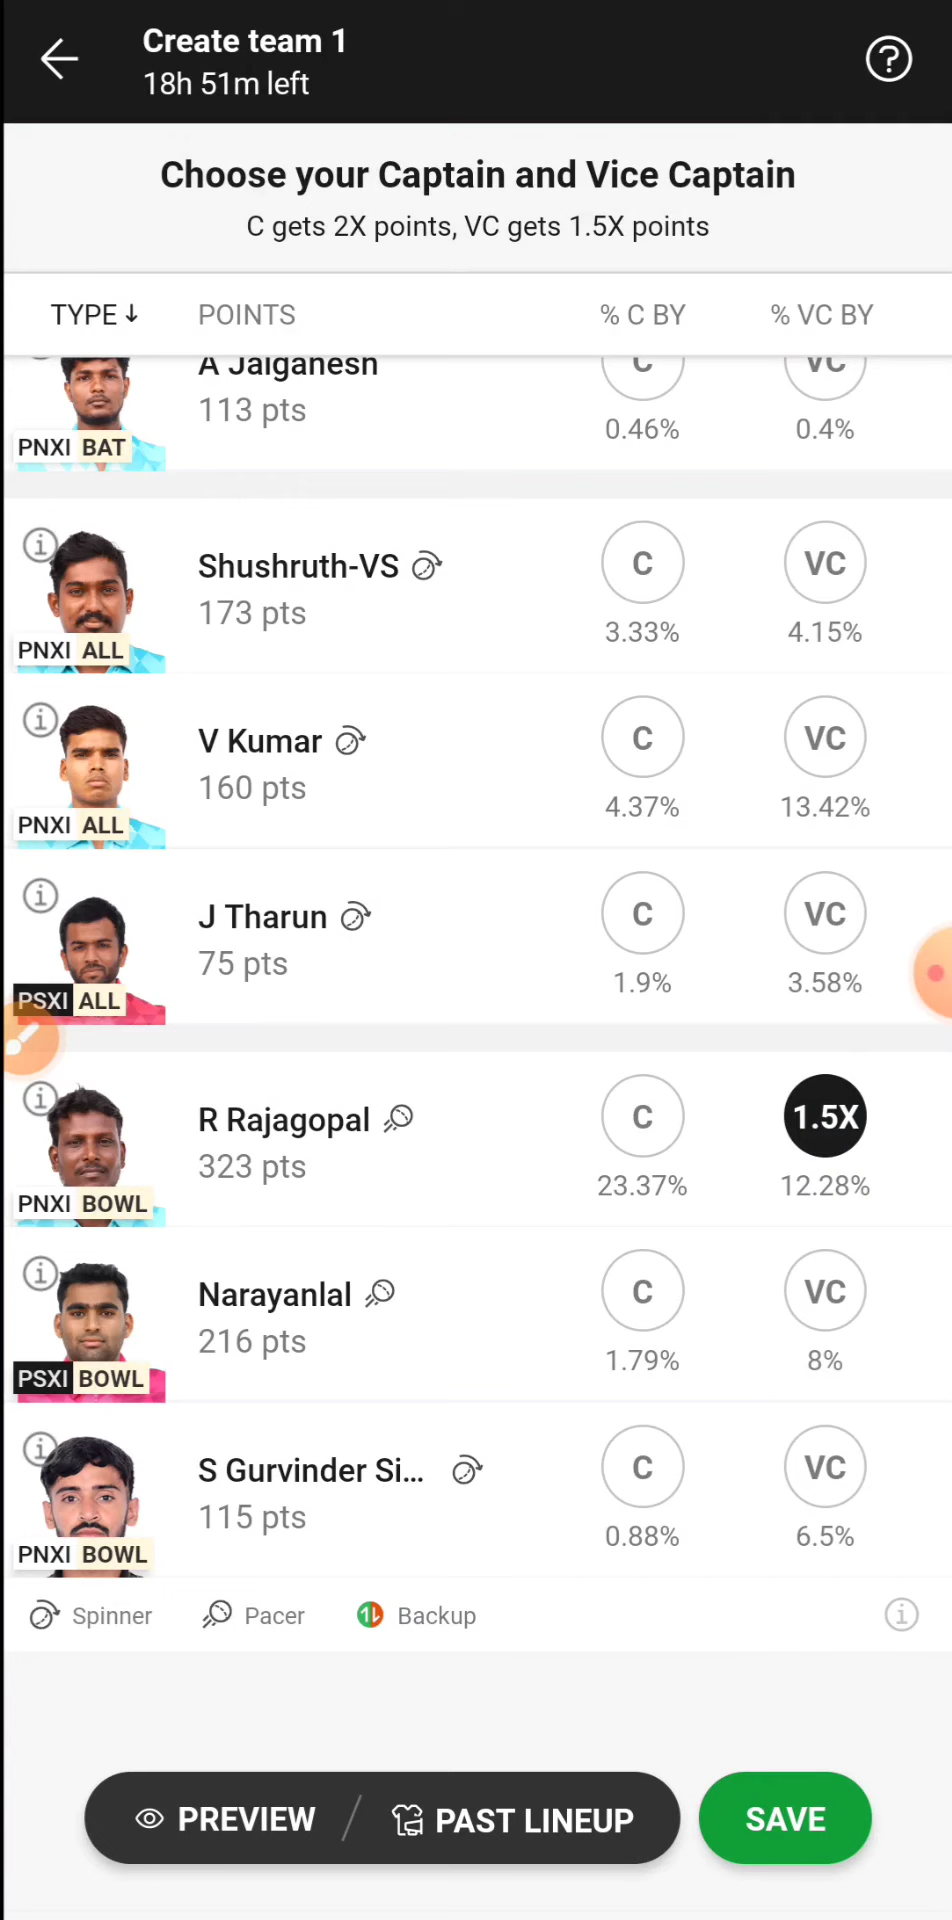 Create team 1
18h 51m left
Choose your Captain and Vice Captain
C gets 2X points, VC gets 1.5X points
TYPE ↓ POINTS % C BY % VC BY
A Jaiganesh C VC
113 pts
0.46% 0.4%
PNXI BAT
Shushruth-VS C VC
173 pts
3.33% 4.15%
PNXI ALL
V Kumar C VC
160 pts
4.37% 13.42%
PNXI ALL
J Tharun C VC
75 pts
1.9% 3.58%
PSXI ALL
R Rajagopal C 1.5X
323 pts
23.37% 12.28%
PNXI BOWL
Narayanlal C VC
216 pts
1.79% 8%
PSXI BOWL
S Gurvinder Si... C VC
115 pts
0.88% 6.5%
PNXI BOWL
Spinner Pacer Backup
PREVIEW / PAST LINEUP SAVE